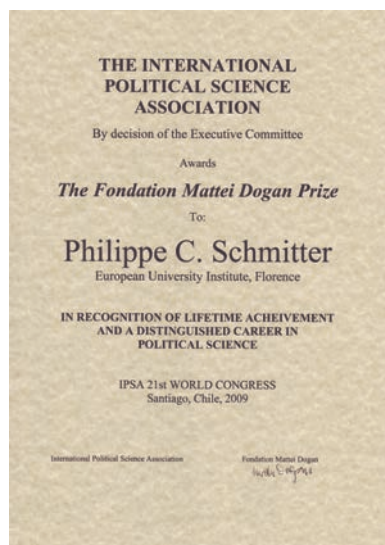 THE INTERNATIONAL
POLITICAL SCIENCE
ASSOCIATION
By decision of the Executive Committee
Awards
The Fondation Mattei Dogan Prize
To:
Philippe C. Schmitter
European University Institute, Florence
IN RECOGNITION OF LIFETIME ACHEIVEMENT
AND A DISTINGUISHED CAREER IN
POLITICAL SCIENCE
IPSA 21st WORLD CONGRESS
Santiago, Chile, 2009
International Political Science Association
Fondation Mattei Dogan